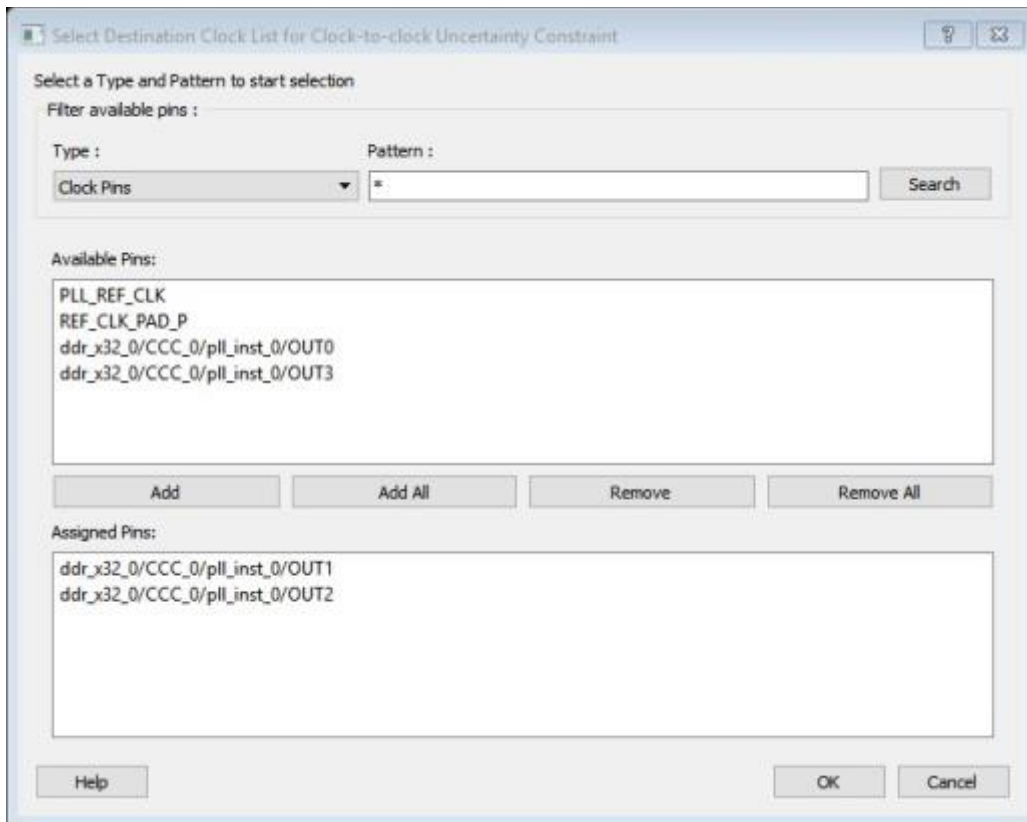 Select Destination Clock List for Clock-to-clock Uncertainty Constraint
Select a Type and Pattern to start selection
Filter available pins :
Type : Pattern :
Clock Pins * Search
Available Pins:
PLL_REF_CLK
REF_CLK_PAD_P
ddr_x32_0/CCC_0/pll_inst_0/OUT0
ddr_x32_0/CCC_0/pll_inst_0/OUT3
Add Add All Remove Remove All
Assigned Pins:
ddr_x32_0/CCC_0/pll_inst_0/OUT1
ddr_x32_0/CCC_0/pll_inst_0/OUT2
Help OK Cancel